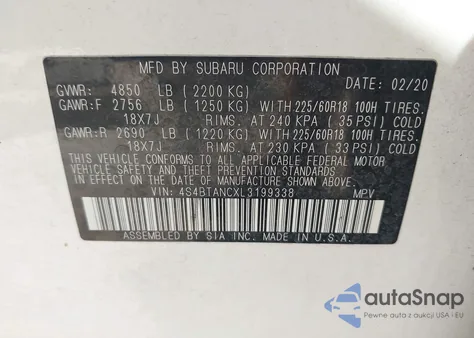 MFD BY SUBARU CORPORATION DATE: 02/20
GVWR: 4850 LB (2200 KG)
GAWR:F 2756 LB (1250 KG) WITH 225/60R18 100H TIRES.
18X7J RIMS. AT 240 KPA (35 PSI) COLD
GAWR:R 2690 LB (1220 KG) WITH 225/60R18 100H TIRES.
18X7J RIMS. AT 230 KPA (33 PSI) COLD
THIS VEHICLE CONFORMS TO ALL APPLICABLE FEDERAL MOTOR
VEHICLE SAFETY AND THEFT PREVENTION STANDARDS IN EFFECT
ON THE DATE OF MANUFACTURE SHOWN ABOVE.
VIN: 4S4BTANCXL3199338 MPV
ASSEMBLED BY SIA INC. MADE IN U.S.A.
autoSnap
Pewne auta z aukcji USA i EU